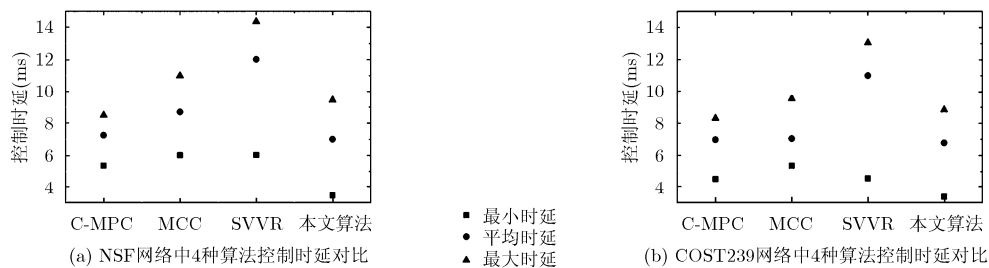 控制时延(ms)
14
12
10
8
6
4
C-MPC MCC SVVR 本文算法
(a) NSF网络中4种算法控制时延对比
最小时延
平均时延
最大时延
控制时延(ms)
14
12
10
8
6
4
C-MPC MCC SVVR 本文算法
(b) COST239网络中4种算法控制时延对比